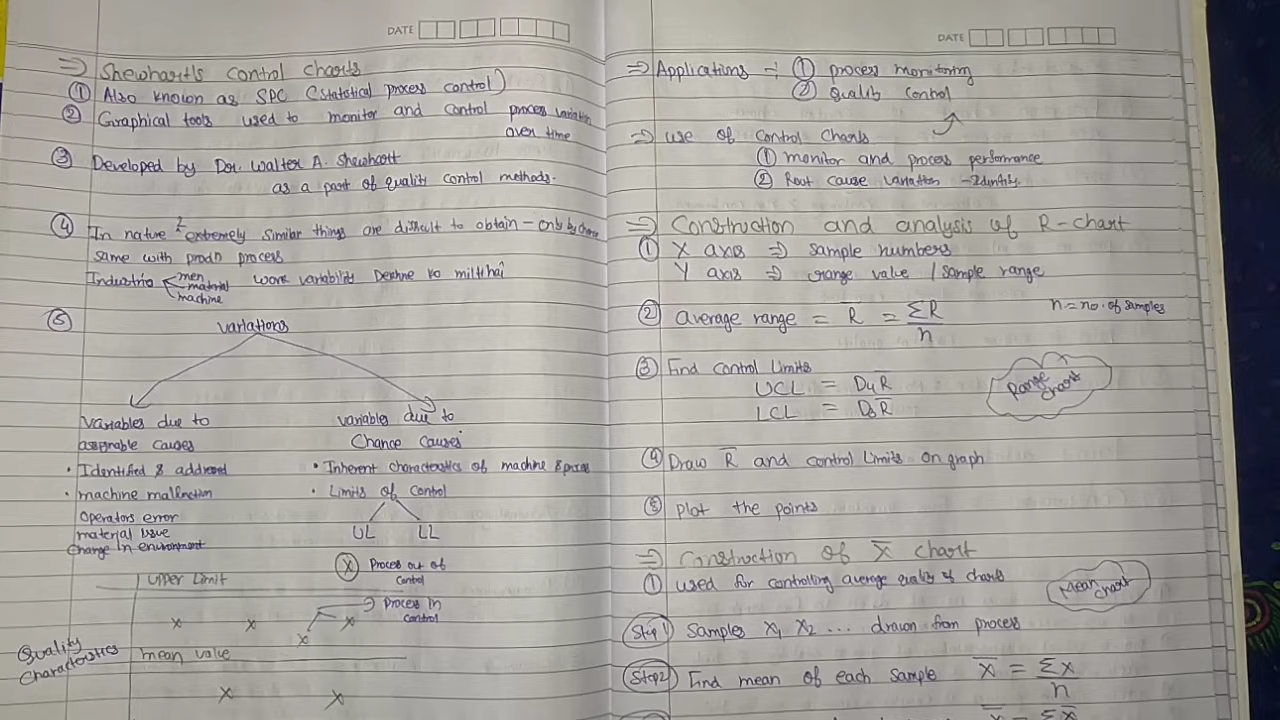 DATE
⇒ Shewhart's control charts
① Also known as SPC (Statistical process control)
② Graphical tools used to monitor and control process variation
over time
③ Developed by Dr. Walter A. Shewhart
as a part of quality control methods.
④ In nature 2 extremely similar things are difficult to obtain - only by chance
same with prodn process
Industria men material machine work variability Dekhne ko milthai
⑤ variations
Variables due to
assignable causes
• Identified & addressed
• machine malfnction
operators error
material issue
Change in environment
variables due to
Chance causes
• Inherent characteristics of machine & process
• Limits of control
UL LL
Ⓧ Process out of
control
→ Process in
control
Upper Limit
x x x x
Quality
Characteristics
mean value
x x
DATE
⇒ Applications → ① process monitoring
② Quality control
⇒ use of control charts
① monitor and process performance
② Root cause variation - Identify.
⇒ Construction and analysis of R-chart
① X axis ⇒ sample numbers
Y axis ⇒ range value / sample range
② average range = R̅ = ΣR/n n = no. of samples
③ Find control limits
UCL = D4R̅
LCL = D3R̅
Range chart
④ Draw R̅ and control limits on graph
⑤ Plot the points
⇒ Construction of X̅ chart
① used for controlling average quality of charts
Mean chart
Step 1 Samples X1 X2 ... drawn from process
Step 2 Find mean of each sample X̅ = ΣX/n